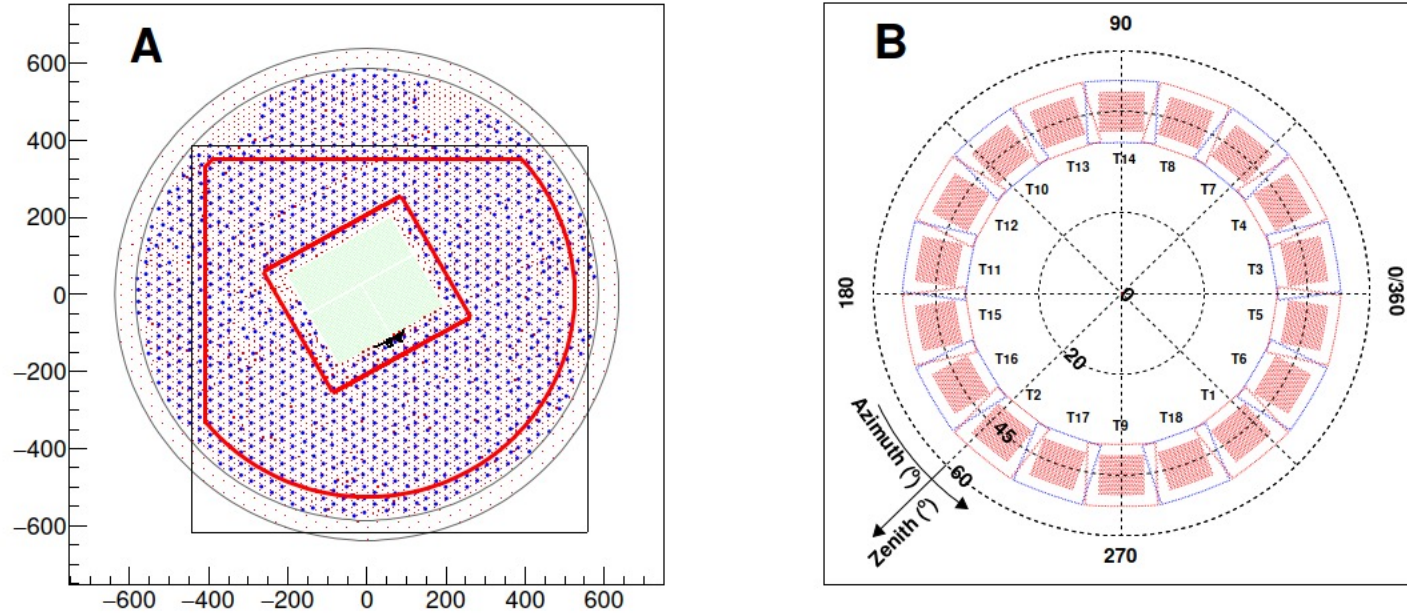 A
600
400
200
0
−200
−400
−600
−600
−400
−200
0
200
400
600
B
90
T13
T14
T8
T10
T7
T12
T4
T11
T3
180
0
0/360
T15
T5
T16
T6
20
T2
T1
T17
T9
T18
45
60
Azimuth (°)
Zenith (°)
270